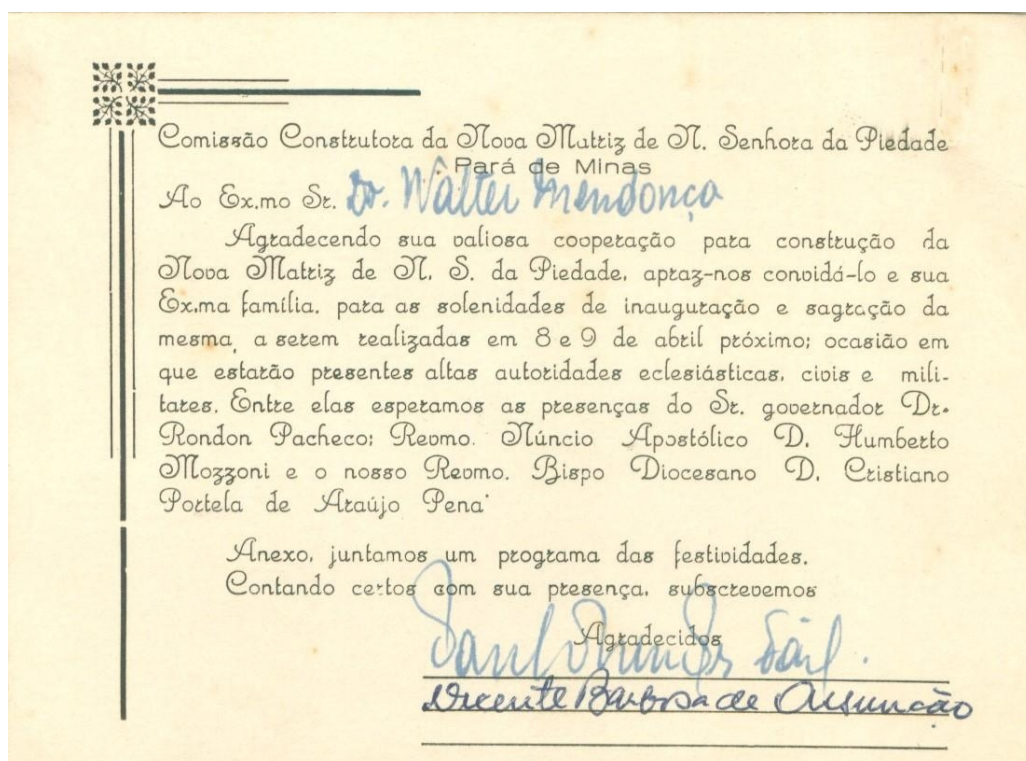 Comissão Construtora da Nova Matriz de N. Senhora da Piedade
Pará de Minas
Ao Ex.mo Sr. Dr. Walter Mendonça
Agradecendo sua valiosa cooperação para construção da
Nova Matriz de N. S. da Piedade, apraz-nos convidá-lo e sua
Ex.ma família, para as solenidades de inauguração e sagração da
mesma, a serem realizadas em 8 e 9 de abril próximo; ocasião em
que estarão presentes altas autoridades eclesiásticas, civis e mili-
tares. Entre elas esperamos as presenças do Sr. governador Dr.
Rondon Pacheco; Revmo. Núncio Apostólico D. Humberto
Mozzoni e o nosso Revmo. Bispo Diocesano D. Cristiano
Portela de Araújo Pena
Anexo, juntamos um programa das festividades.
Contando certos com sua presença, subscrevemos
Agradecidos
Vicente Barbosa de Assunção